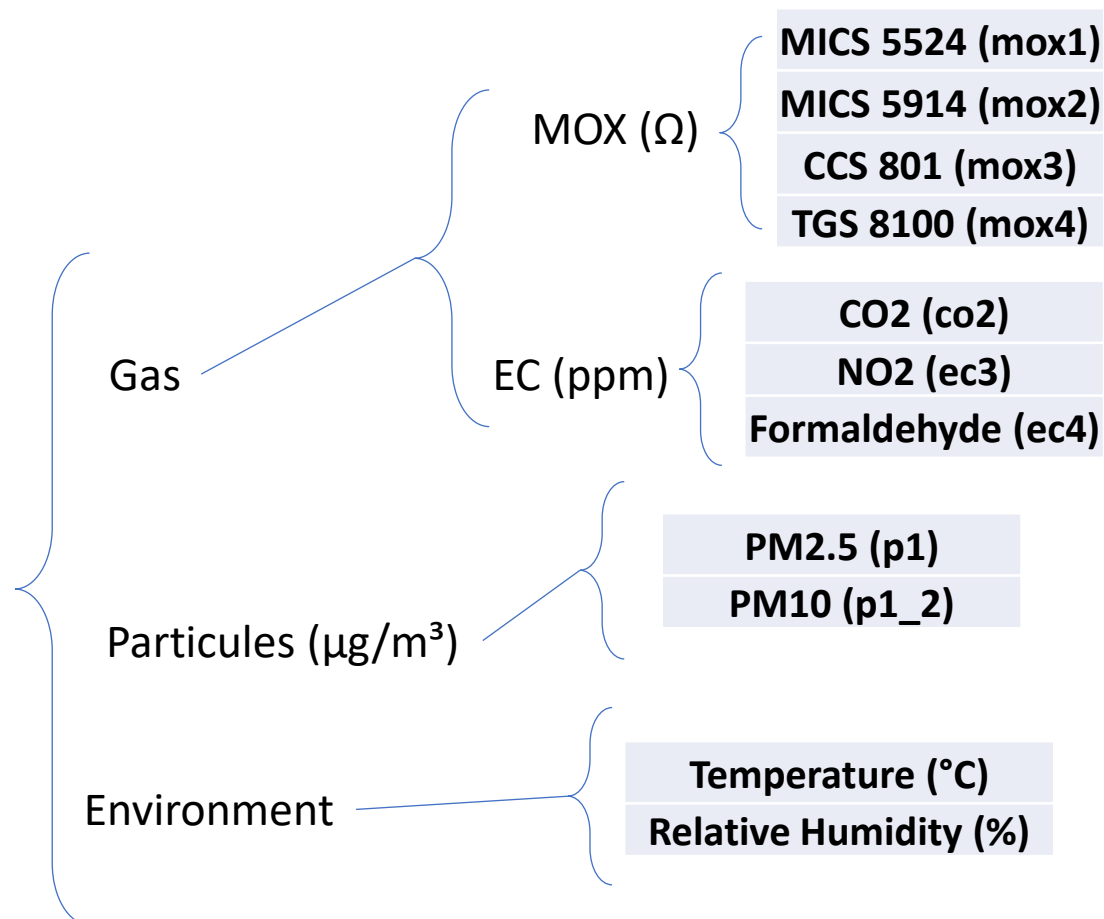 MICS 5524 (mox1)
MICS 5914 (mox2)
MOX (Ω)
CCS 801 (mox3)
TGS 8100 (mox4)
CO2 (co2)
Gas
EC (ppm)
NO2 (ec3)
Formaldehyde (ec4)
PM2.5 (p1)
PM10 (p1_2)
Particules (µg/m³)
Temperature (°C)
Environment
Relative Humidity (%)